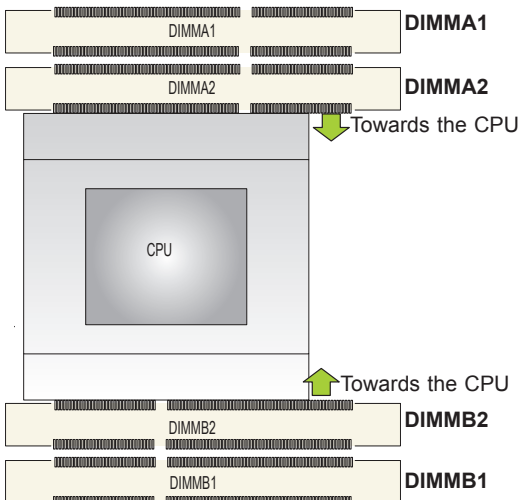 DIMMA1 DIMMA1
DIMMA2 DIMMA2
Towards the CPU
CPU
Towards the CPU
DIMMB2 DIMMB2
DIMMB1 DIMMB1